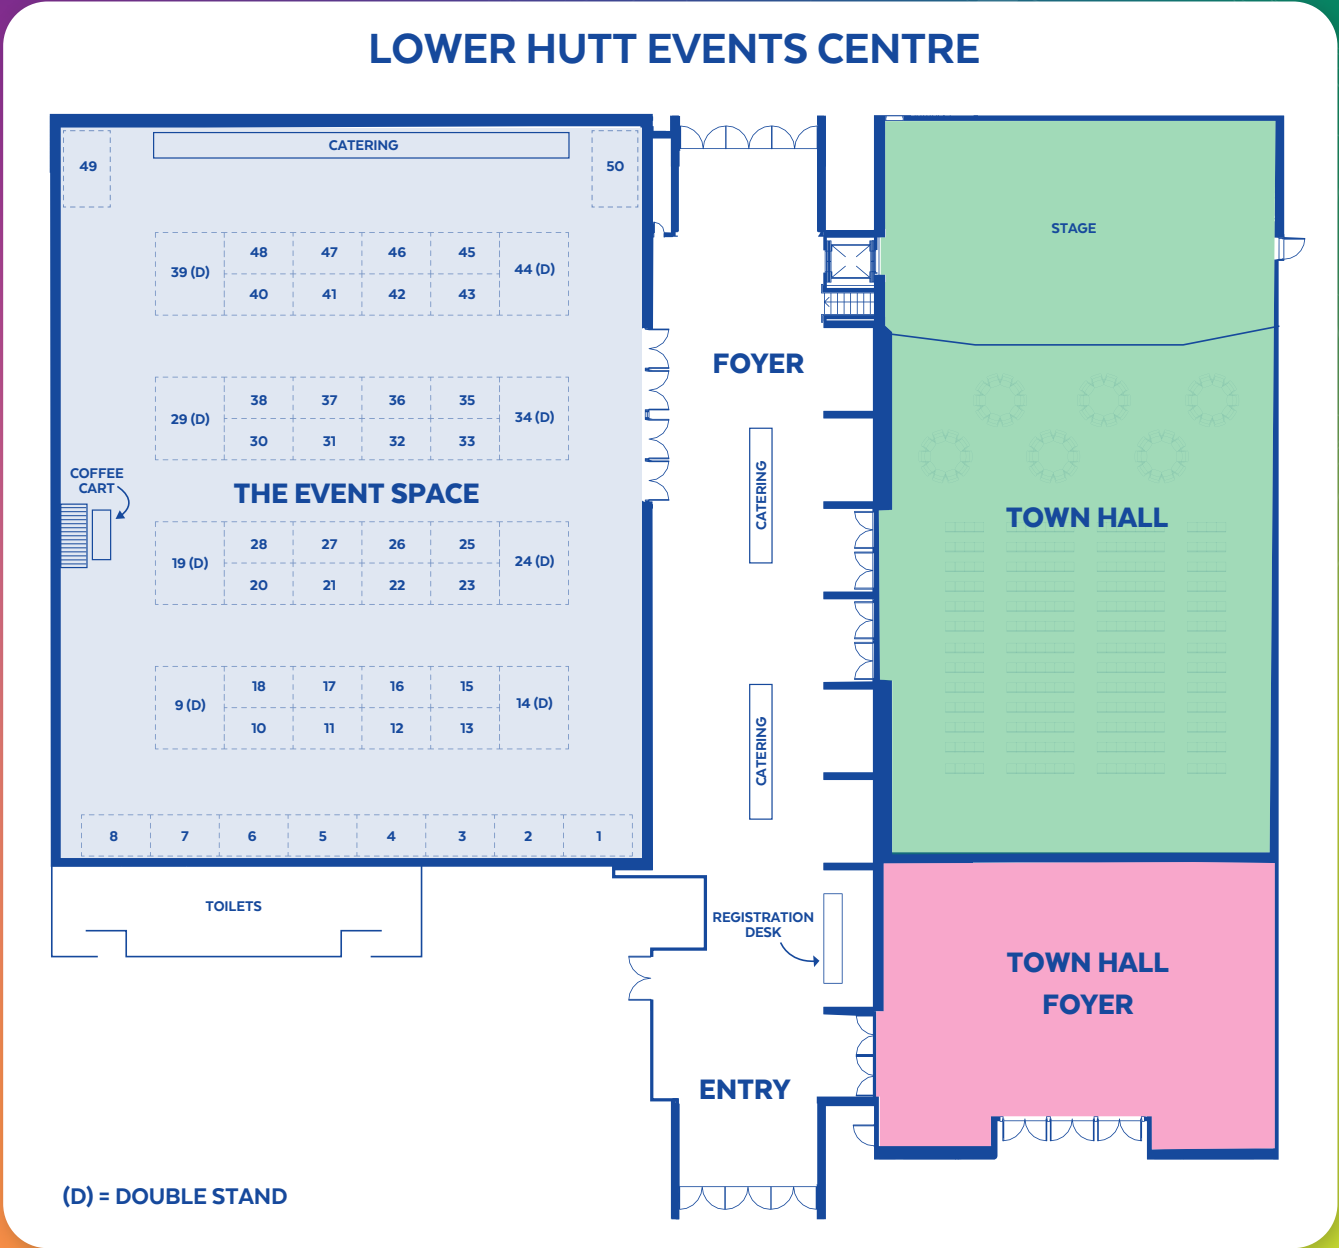 LOWER HUTT EVENTS CENTRE
CATERING
49
50
STAGE
39 (D)
48
47
46
45
44 (D)
40
41
42
43
FOYER
29 (D)
38
37
36
35
34 (D)
30
31
32
33
COFFEE
CART
THE EVENT SPACE
CATERING
TOWN HALL
19 (D)
28
27
26
25
24 (D)
20
21
22
23
9 (D)
18
17
16
15
14 (D)
10
11
12
13
CATERING
8
7
6
5
4
3
2
1
TOILETS
REGISTRATION
DESK
TOWN HALL
FOYER
ENTRY
(D) = DOUBLE STAND